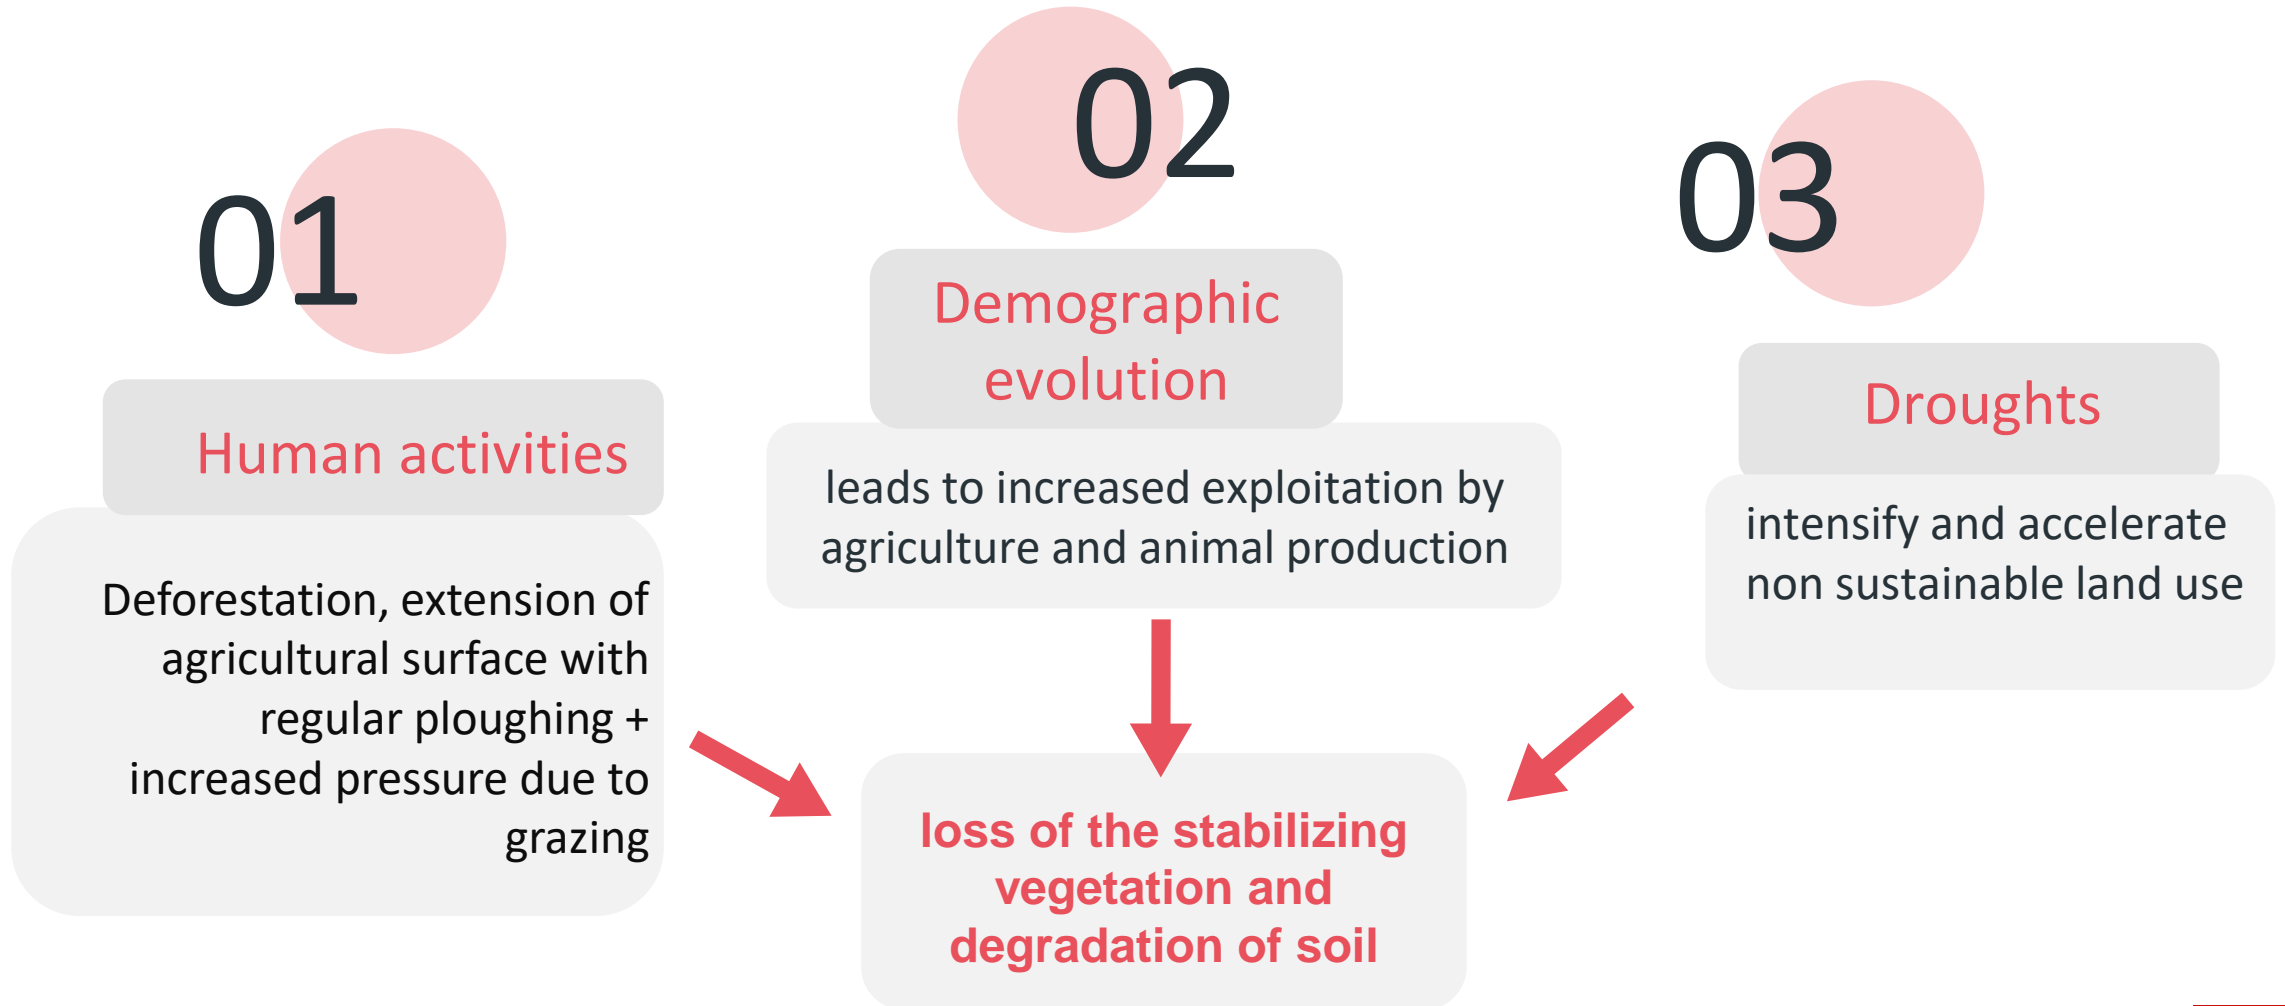 01
Human activities
Deforestation, extension of
agricultural surface with
regular ploughing +
increased pressure due to
grazing
02
Demographic
evolution
leads to increased exploitation by
agriculture and animal production
03
Droughts
intensify and accelerate
non sustainable land use
loss of the stabilizing
vegetation and
degradation of soil